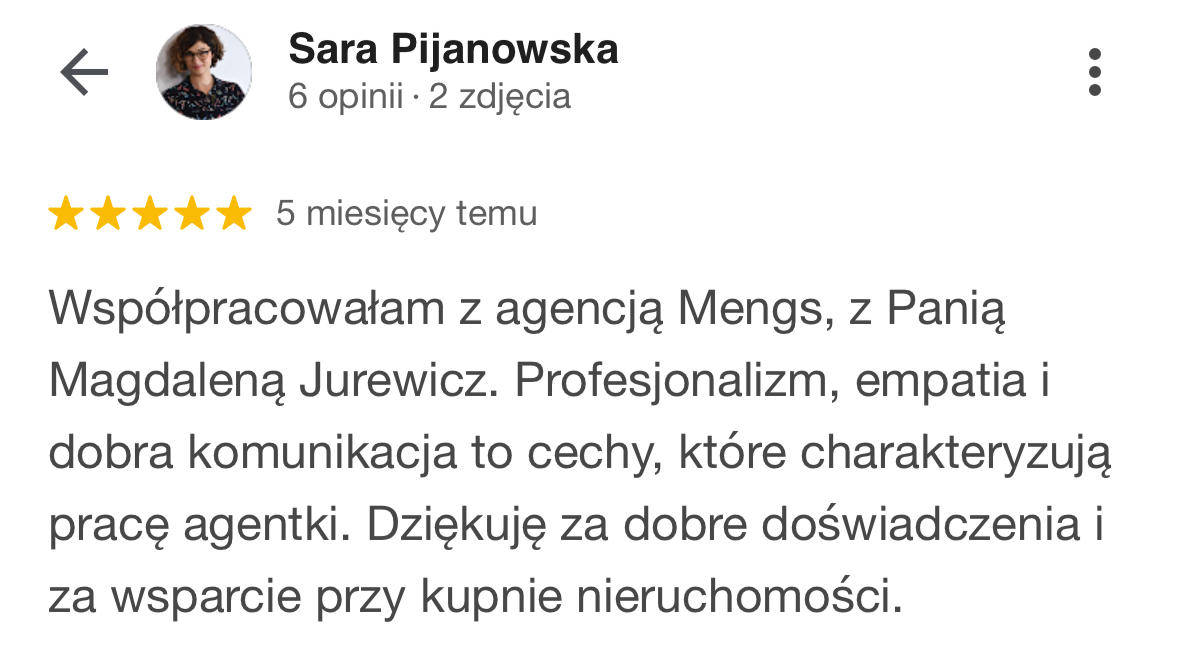 Sara Pijanowska
6 opinii · 2 zdjęcia
5 miesięcy temu
Współpracowałam z agencją Mengs, z Panią
Magdaleną Jurewicz. Profesjonalizm, empatia i
dobra komunikacja to cechy, które charakteryzują
pracę agentki. Dziękuję za dobre doświadczenia i
za wsparcie przy kupnie nieruchomości.